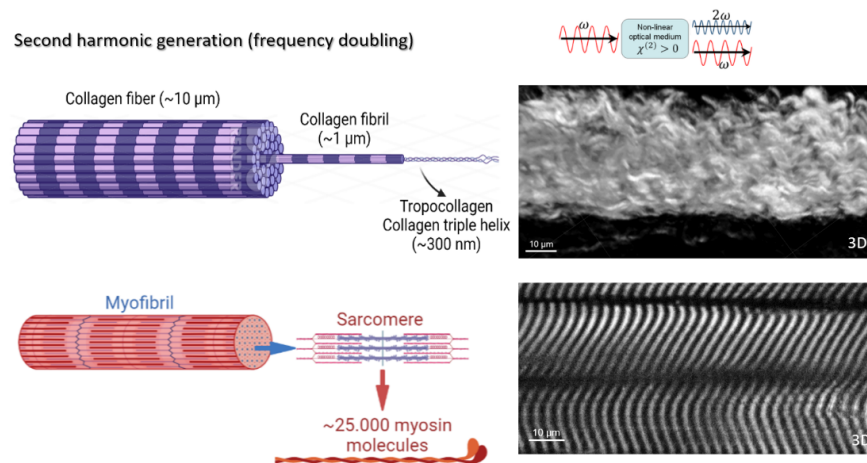 Second harmonic generation (frequency doubling)
ω
Non-linear
optical medium
χ⁽²⁾ > 0
2ω
ω
Collagen fiber (~10 μm)
Collagen fibril
(~1 μm)
Tropocollagen
Collagen triple helix
(~300 nm)
10 μm
3D
Myofibril
Sarcomere
~25.000 myosin
molecules
10 μm
3D